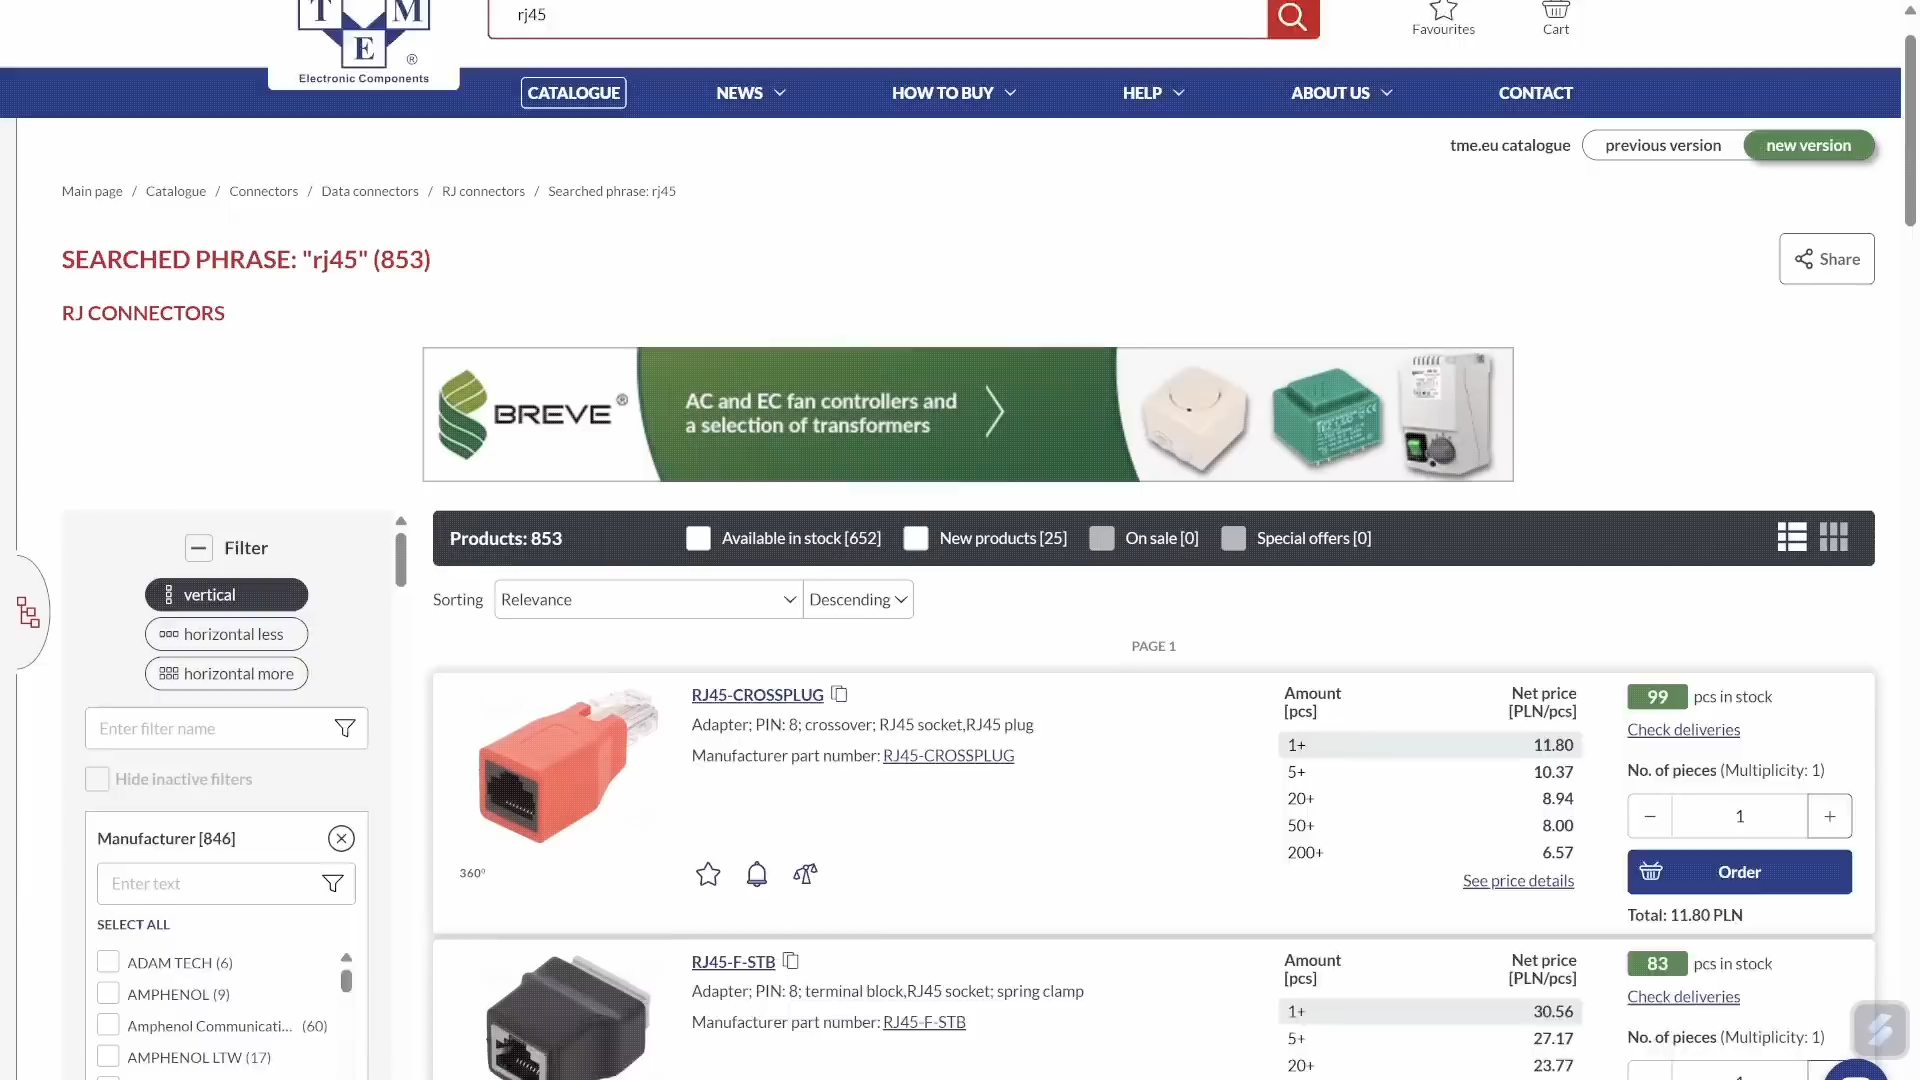 T M
E ®
Electronic Components
rj45
Favourites
Cart
CATALOGUE
NEWS
HOW TO BUY
HELP
ABOUT US
CONTACT
tme.eu catalogue
previous version
new version
Main page / Catalogue / Connectors / Data connectors / RJ connectors / Searched phrase: rj45
SEARCHED PHRASE: "rj45" (853)
Share
RJ CONNECTORS
BREVE®
AC and EC fan controllers and
a selection of transformers
Filter
vertical
horizontal less
horizontal more
Enter filter name
Hide inactive filters
Manufacturer [846]
Enter text
SELECT ALL
ADAM TECH (6)
AMPHENOL (9)
Amphenol Communicati... (60)
AMPHENOL LTW (17)
Products: 853
Available in stock [652]
New products [25]
On sale [0]
Special offers [0]
Sorting
Relevance
Descending
PAGE 1
360°
RJ45-CROSSPLUG
Adapter; PIN: 8; crossover; RJ45 socket,RJ45 plug
Manufacturer part number: RJ45-CROSSPLUG
Amount
[pcs]
Net price
[PLN/pcs]
1+ 11.80
5+ 10.37
20+ 8.94
50+ 8.00
200+ 6.57
See price details
99 pcs in stock
Check deliveries
No. of pieces (Multiplicity: 1)
− 1 +
Order
Total: 11.80 PLN
RJ45-F-STB
Adapter; PIN: 8; terminal block,RJ45 socket; spring clamp
Manufacturer part number: RJ45-F-STB
Amount
[pcs]
Net price
[PLN/pcs]
1+ 30.56
5+ 27.17
20+ 23.77
83 pcs in stock
Check deliveries
No. of pieces (Multiplicity: 1)